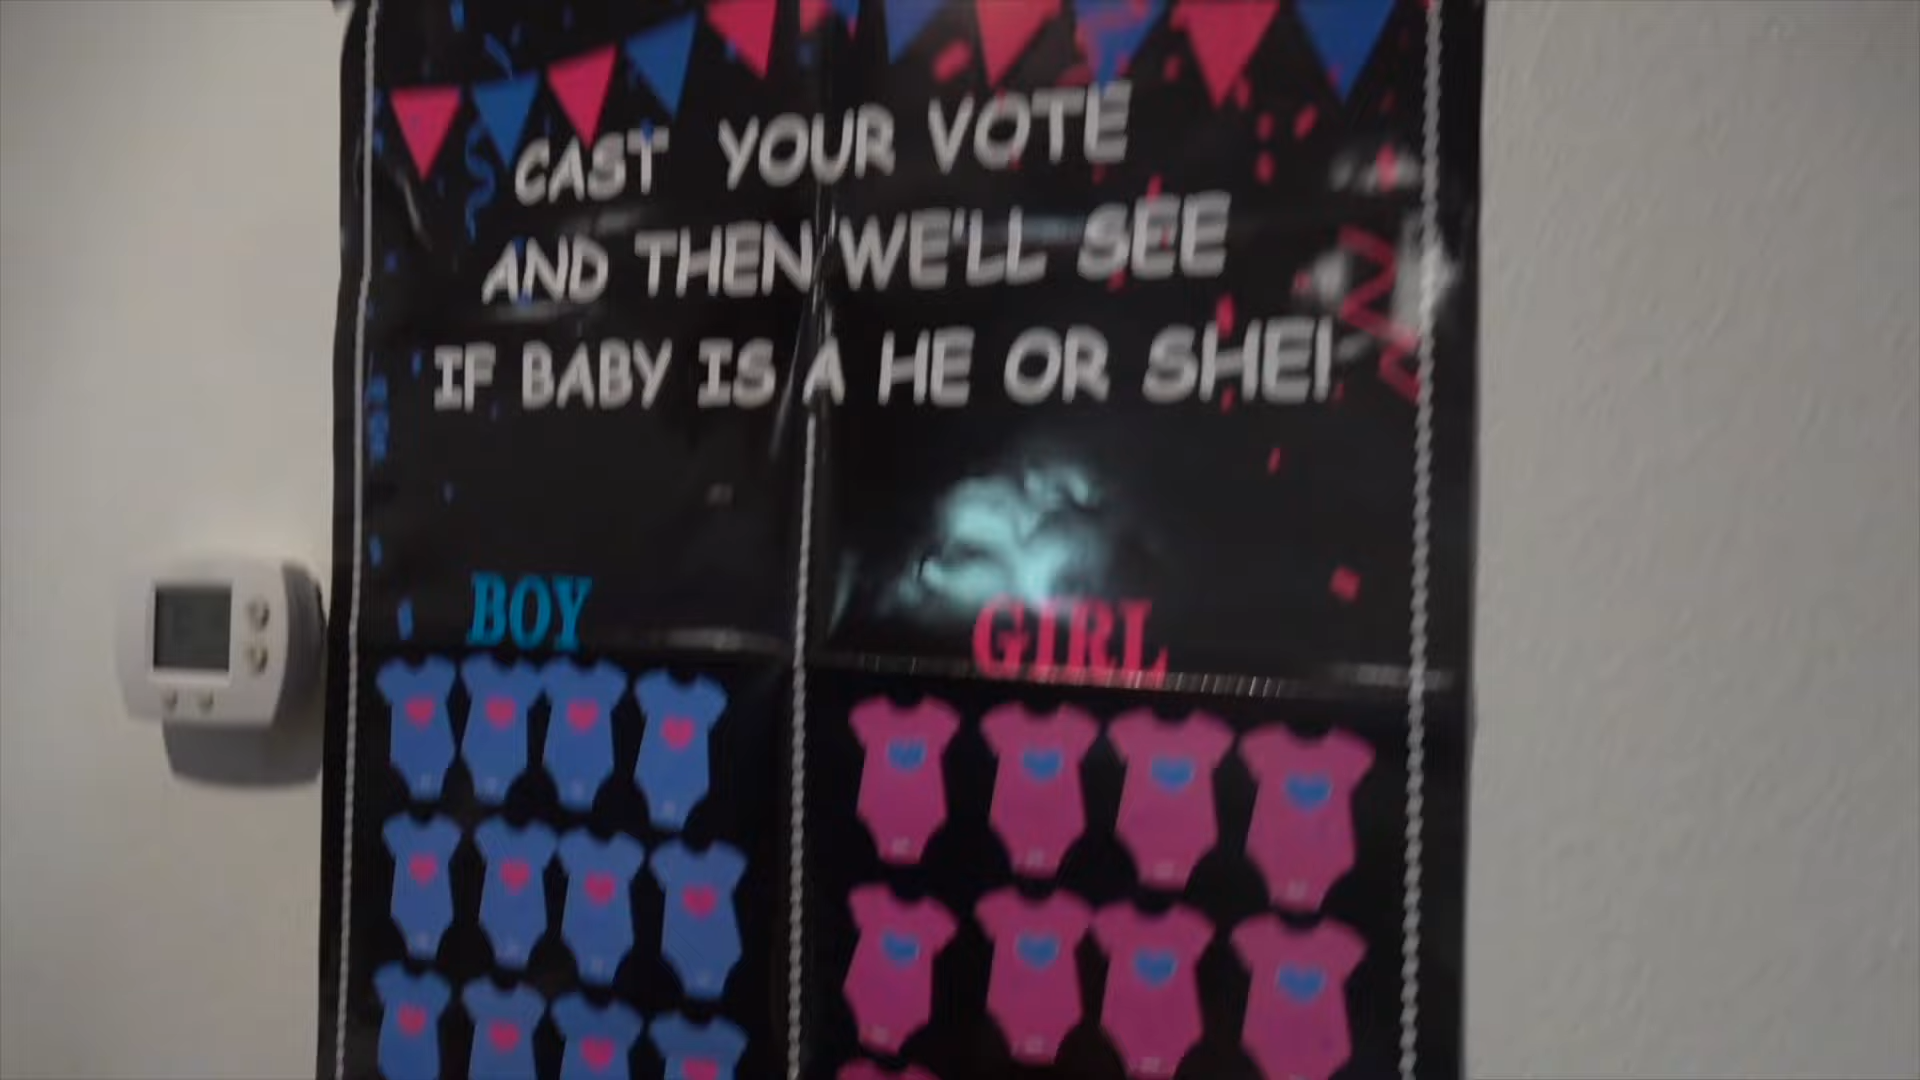 CAST YOUR VOTE
AND THEN WE'LL SEE
IF BABY IS A HE OR SHE!
BOY
GIRL